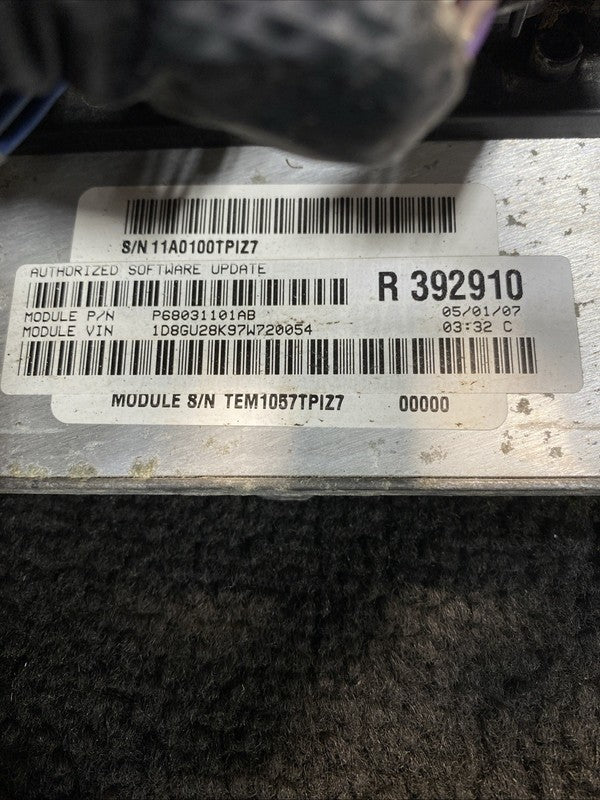 S/N 11A0100TPIZ7
AUTHORIZED SOFTWARE UPDATE
R 392910
MODULE P/N P68031101AB 05/01/07
MODULE VIN 1D8GU28K97W720054 03:32 C
MODULE S/N TEM1057TPIZ7 00000